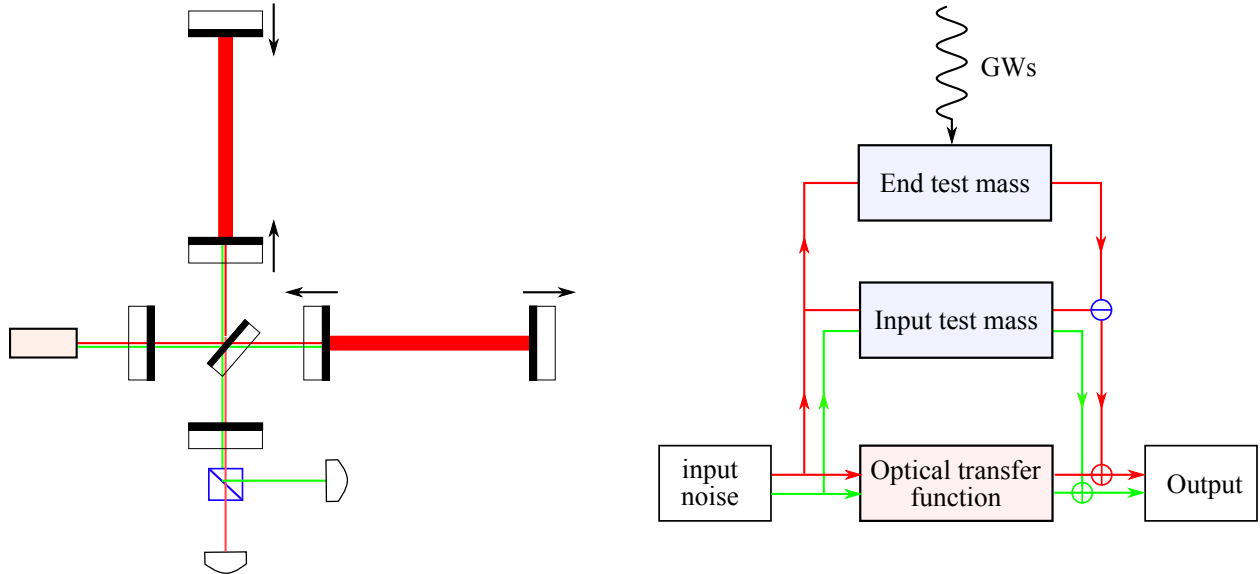 GWs
End test mass
Input test mass
input
noise
Optical transfer
function
Output